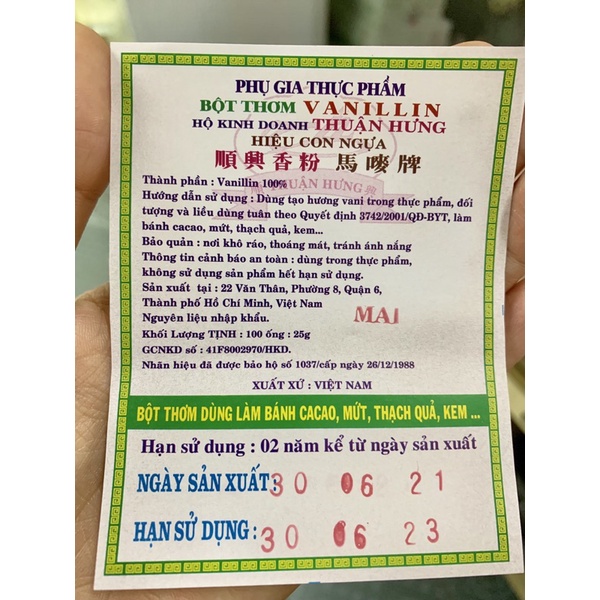 PHỤ GIA THỰC PHẨM
BỘT THƠM VANILLIN
HỘ KINH DOANH THUẬN HƯNG
HIỆU CON NGỰA
順興香粉 馬嘜牌
THUẬN HƯNG 興
Thành phần : Vanillin 100%
Hướng dẫn sử dụng : Dùng tạo hương vani trong thực phẩm, đối
tượng và liều dùng tuân theo Quyết định 3742/2001/QĐ-BYT, làm
bánh cacao, mứt, thạch quả, kem...
Bảo quản : nơi khô ráo, thoáng mát, tránh ánh nắng
Thông tin cảnh báo an toàn : dùng trong thực phẩm,
không sử dụng sản phẩm hết hạn sử dụng.
Sản xuất tại : 22 Văn Thân, Phường 8, Quận 6,
Thành phố Hồ Chí Minh, Việt Nam
Nguyên liệu nhập khẩu.
MAI
Khối Lượng TỊNH : 100 ống : 25g
GCNKD số : 41F8002970/HKD.
Nhãn hiệu đã được bảo hộ số 1037/cấp ngày 26/12/1988
XUẤT XỨ : VIỆT NAM
BỘT THƠM DÙNG LÀM BÁNH CACAO, MỨT, THẠCH QUẢ, KEM ...
Hạn sử dụng : 02 năm kể từ ngày sản xuất
NGÀY SẢN XUẤT: 30 06 21
HẠN SỬ DỤNG : 30 06 23